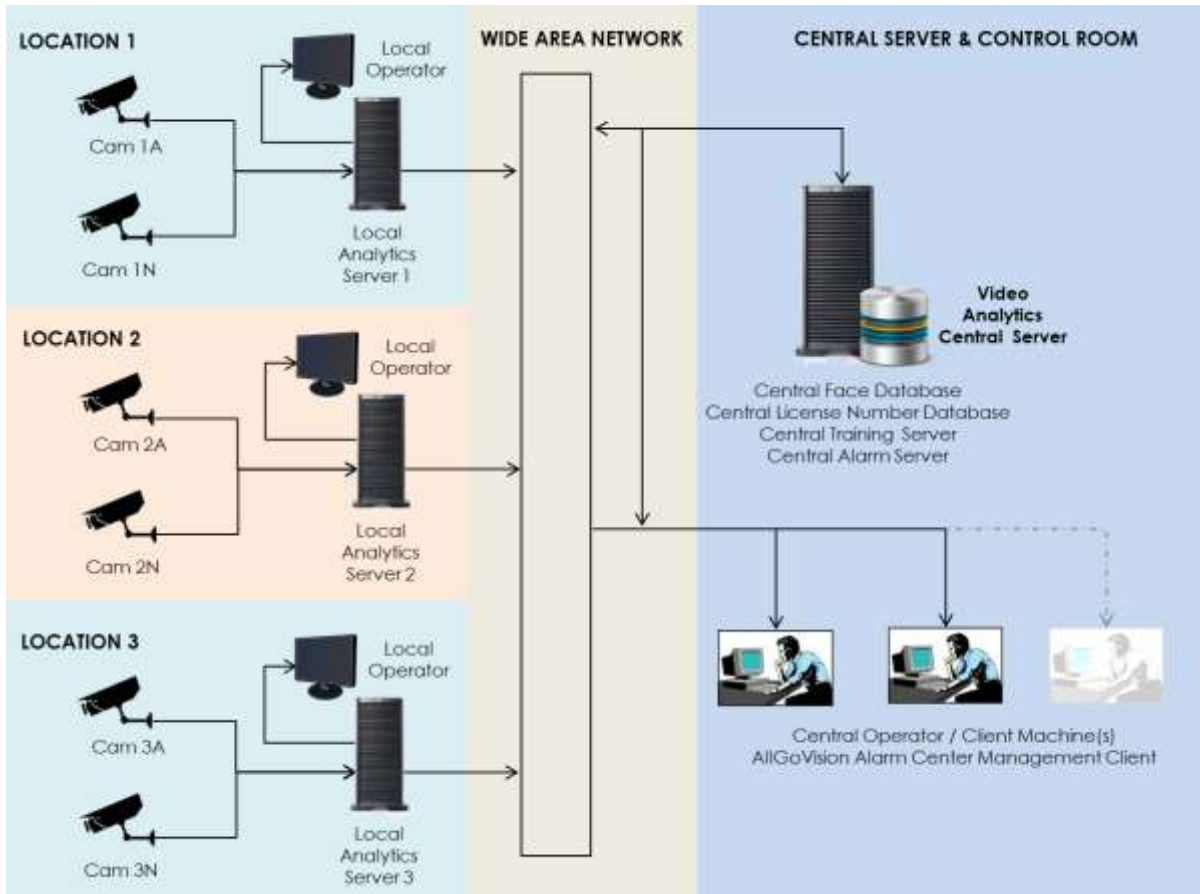 LOCATION 1
Cam 1A
Cam 1N
Local
Operator
Local
Analytics
Server 1
LOCATION 2
Cam 2A
Cam 2N
Local
Operator
Local
Analytics
Server 2
LOCATION 3
Cam 3A
Cam 3N
Local
Operator
Local
Analytics
Server 3
WIDE AREA NETWORK
CENTRAL SERVER & CONTROL ROOM
Video
Analytics
Central Server
Central Face Database
Central License Number Database
Central Training Server
Central Alarm Server
Central Operator / Client Machine(s)
AllGoVision Alarm Center Management Client